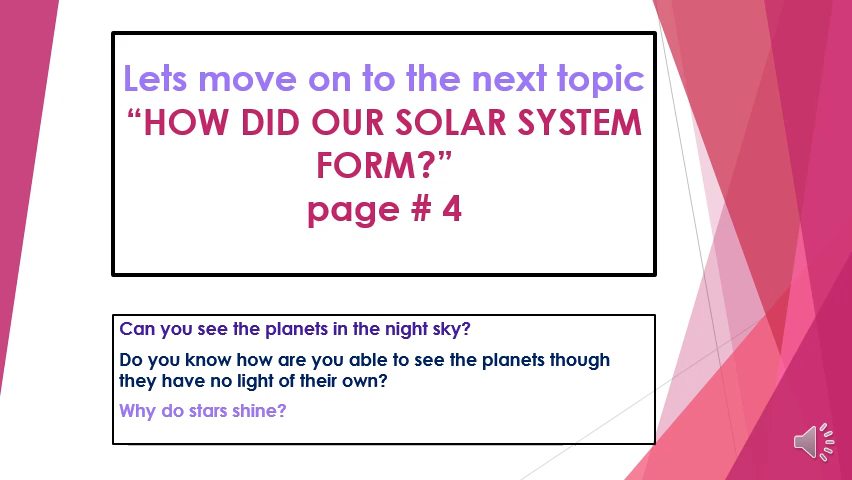 Lets move on to the next topic
“HOW DID OUR SOLAR SYSTEM
FORM?”
page # 4
Can you see the planets in the night sky?
Do you know how are you able to see the planets though
they have no light of their own?
Why do stars shine?